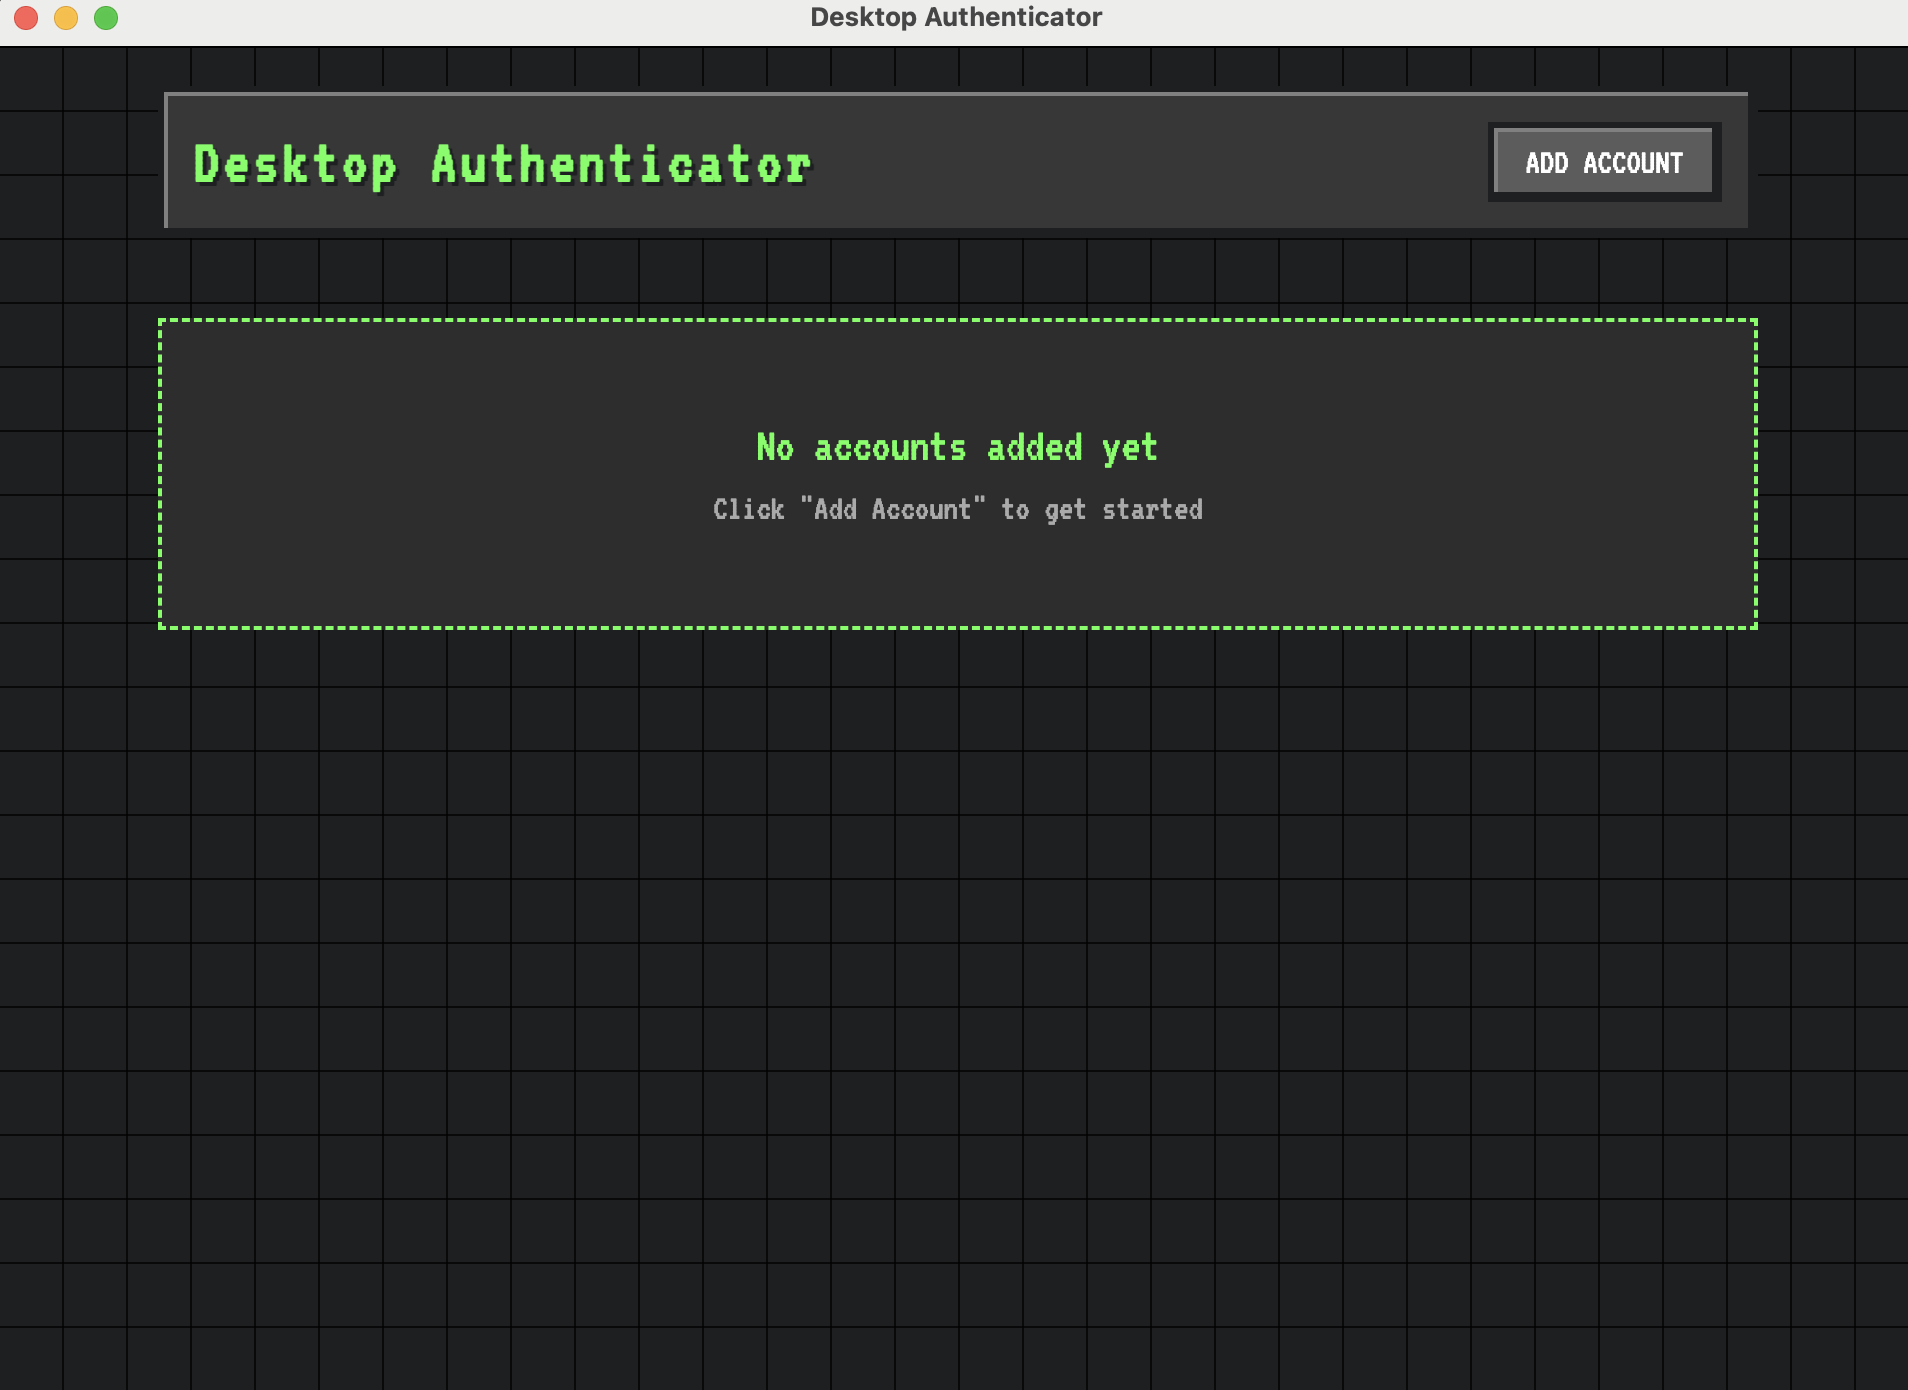 Desktop Authenticator
Desktop Authenticator
ADD ACCOUNT
No accounts added yet
Click "Add Account" to get started